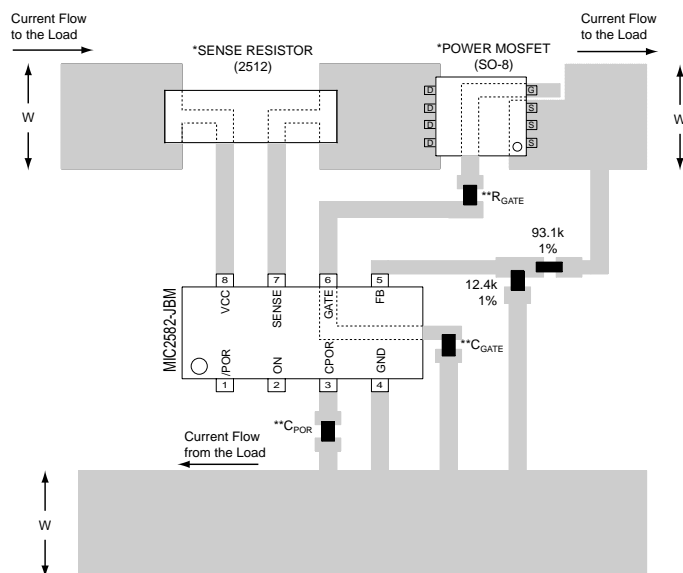 Current Flow
to the Load
Current Flow
to the Load
*SENSE RESISTOR
(2512)
*POWER MOSFET
(SO-8)
W
W
D
D
D
D
G
S
S
S
**RGATE
93.1k
1%
12.4k
1%
8
7
6
5
VCC
SENSE
GATE
FB
MIC2582-JBM
/POR
ON
CPOR
GND
1
2
3
4
**CGATE
**CPOR
Current Flow
from the Load
W